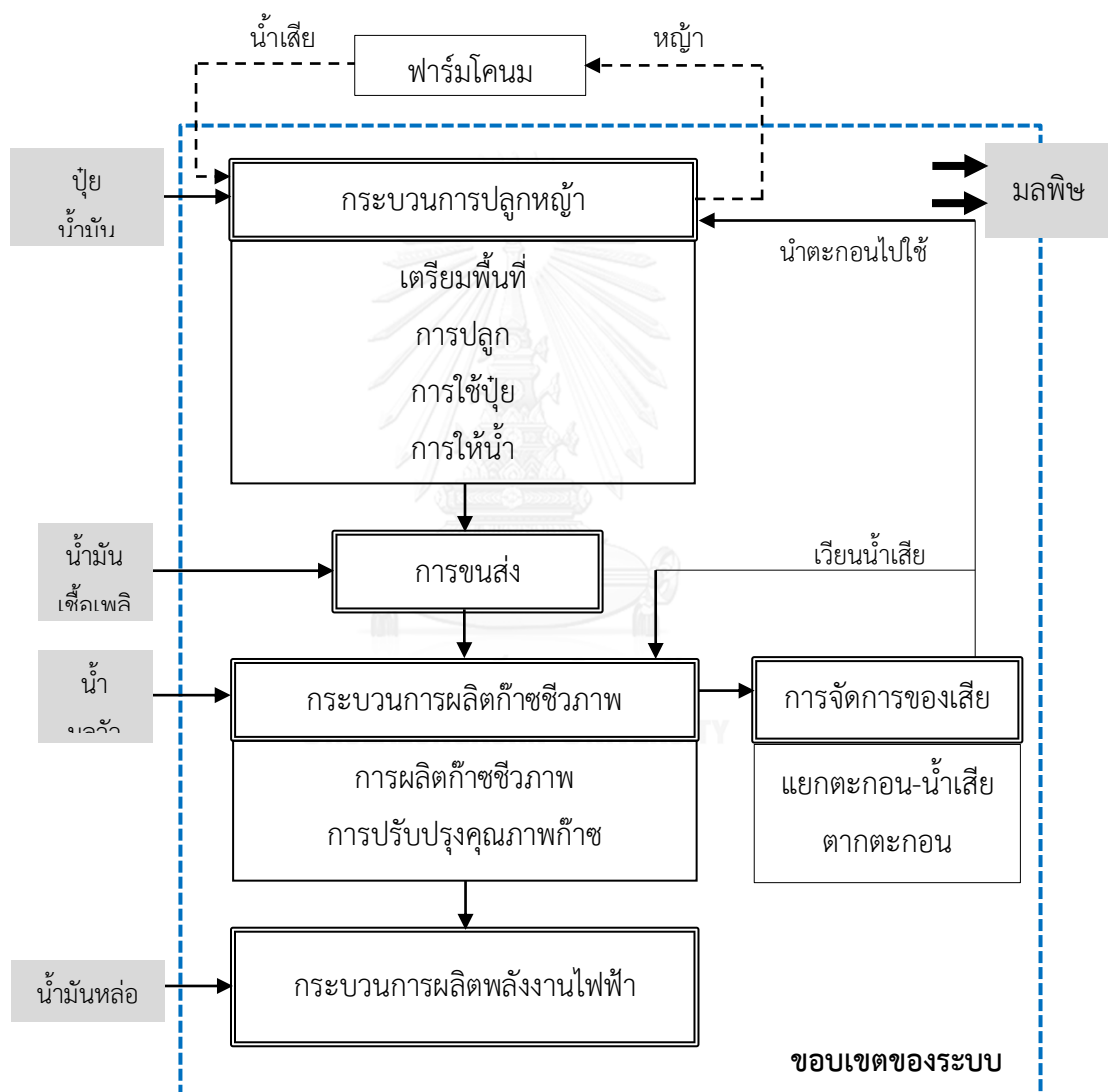 น้ำเสีย
หญ้า
ฟาร์มโคนม
ปุ๋ย
น้ำมัน
กระบวนการปลูกหญ้า
มลพิษ
นำตะกอนไปใช้
เตรียมพื้นที่
การปลูก
การใช้ปุ๋ย
การให้น้ำ
น้ำมัน
การขนส่ง
เวียนน้ำเสีย
น้ำ
กระบวนการผลิตก๊าซชีวภาพ
การจัดการของเสีย
การผลิตก๊าซชีวภาพ
การปรับปรุงคุณภาพก๊าซ
แยกตะกอน-น้ำเสีย
ตากตะกอน
น้ำมันหล่อ
กระบวนการผลิตพลังงานไฟฟ้า
ขอบเขตของระบบ